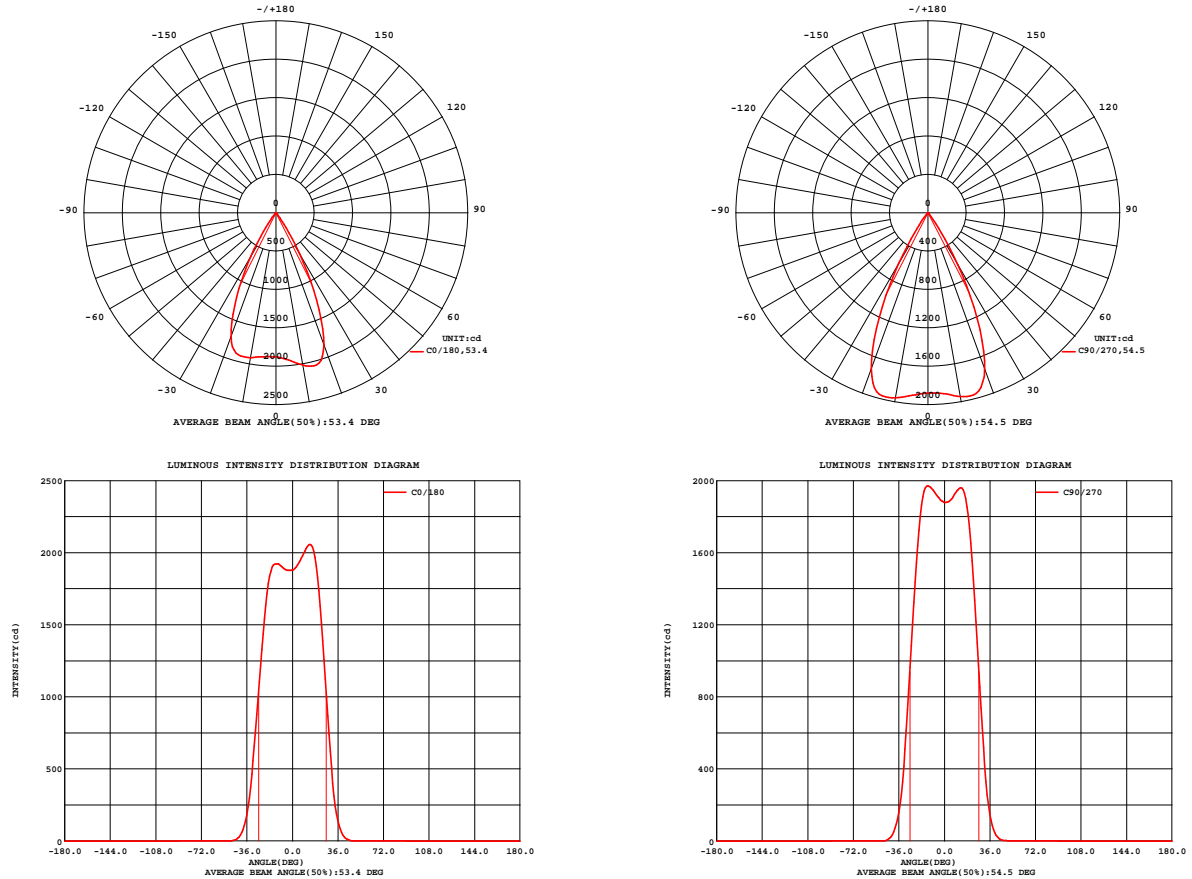 -/+180
-150 150
-120 120
-90 90
-60 60
-30 30
0
500
1000
1500
2000
2500
0
UNIT:cd
C0/180,53.4
AVERAGE BEAM ANGLE(50%):53.4 DEG
-/+180
-150 150
-120 120
-90 90
-60 60
-30 30
0
400
800
1200
1600
2000
0
UNIT:cd
C90/270,54.5
AVERAGE BEAM ANGLE(50%):54.5 DEG
LUMINOUS INTENSITY DISTRIBUTION DIAGRAM
C0/180
INTENSITY(cd)
2500
2000
1500
1000
500
0
-180.0 -144.0 -108.0 -72.0 -36.0 0.0 36.0 72.0 108.0 144.0 180.0
ANGLE(DEG)
AVERAGE BEAM ANGLE(50%):53.4 DEG
LUMINOUS INTENSITY DISTRIBUTION DIAGRAM
C90/270
INTENSITY(cd)
2000
1600
1200
800
400
0
-180.0 -144.0 -108.0 -72.0 -36.0 0.0 36.0 72.0 108.0 144.0 180.0
ANGLE(DEG)
AVERAGE BEAM ANGLE(50%):54.5 DEG